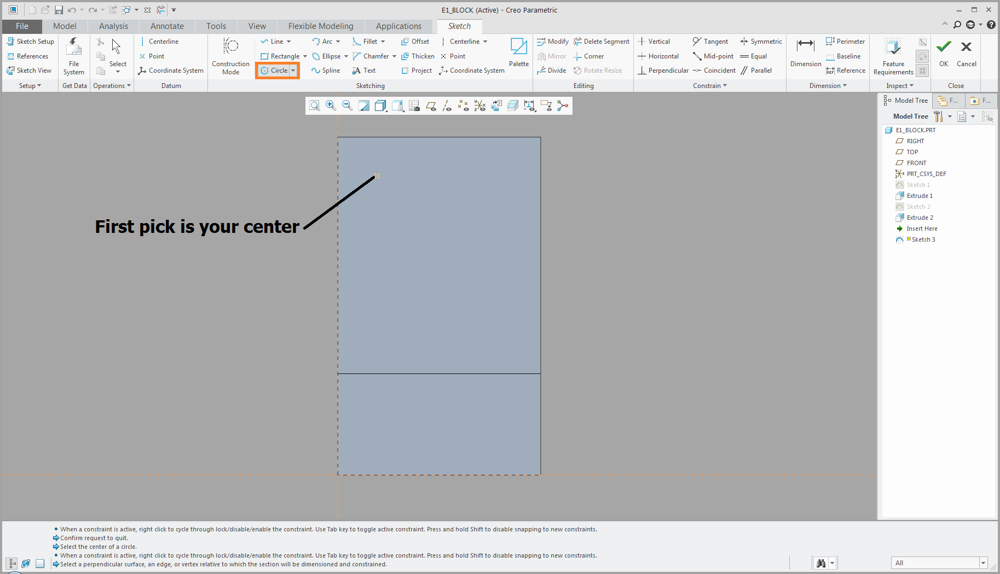 E1_BLOCK (Active) - Creo Parametric
File Model Analysis Annotate Tools View Flexible Modeling Applications Sketch
Sketch Setup
References
Sketch View
Setup
File
System
Get Data
Select
Operations
Centerline
Point
Coordinate System
Datum
Construction
Mode
Line Arc Fillet Offset Centerline
Rectangle Ellipse Chamfer Thicken Point
Circle Spline Text Project Coordinate System
Palette
Sketching
Modify Delete Segment
Mirror Corner
Divide Rotate Resize
Editing
Vertical Tangent Symmetric
Horizontal Mid-point Equal
Perpendicular Coincident Parallel
Constrain
Dimension
Perimeter
Baseline
REF Reference
Dimension
Feature
Requirements
Inspect
OK Cancel
Close
Model Tree F... F...
Model Tree
E1_BLOCK.PRT
RIGHT
TOP
FRONT
PRT_CSYS_DEF
Sketch 1
Extrude 1
Sketch 2
Extrude 2
Insert Here
Sketch 3
First pick is your center
When a constraint is active, right click to cycle through lock/disable/enable the constraint. Use Tab key to toggle active constraint. Press and hold Shift to disable snapping to new constraints.
Confirm request to quit.
Select the center of a circle.
When a constraint is active, right click to cycle through lock/disable/enable the constraint. Use Tab key to toggle active constraint. Press and hold Shift to disable snapping to new constraints.
Select a perpendicular surface, an edge, or vertex relative to which the section will be dimensioned and constrained.
All